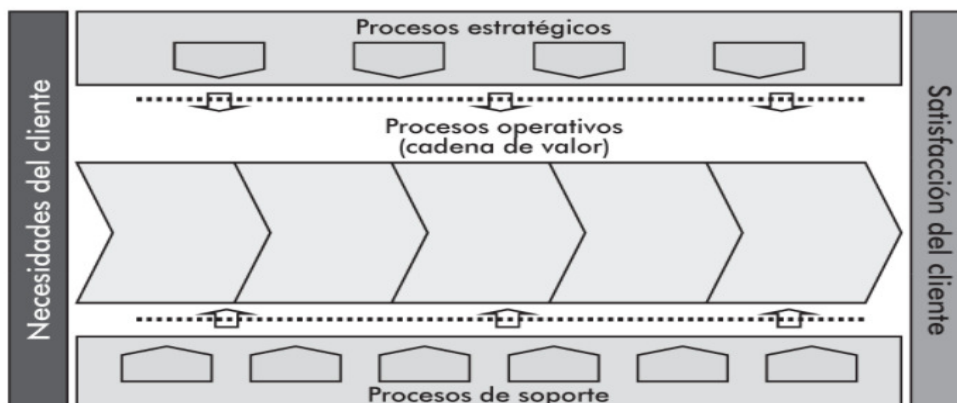 Necesidades del cliente
Procesos estratégicos
Procesos operativos
(cadena de valor)
Procesos de soporte
Satisfacción del
cliente